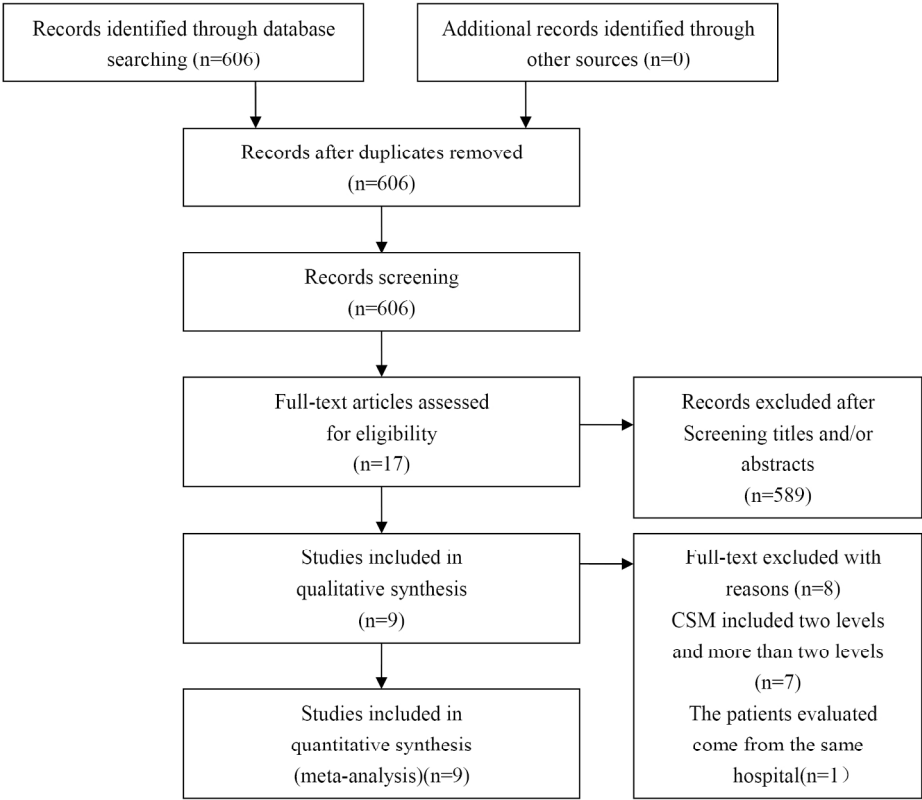 Records identified through database
searching (n=606)
Additional records identified through
other sources (n=0)
Records after duplicates removed
(n=606)
Records screening
(n=606)
Full-text articles assessed
for eligibility
(n=17)
Records excluded after
Screening titles and/or
abstracts
(n=589)
Studies included in
qualitative synthesis
(n=9)
Full-text excluded with
reasons (n=8)
CSM included two levels
and more than two levels
(n=7)
The patients evaluated
come from the same
hospital(n=1)
Studies included in
quantitative synthesis
(meta-analysis)(n=9)